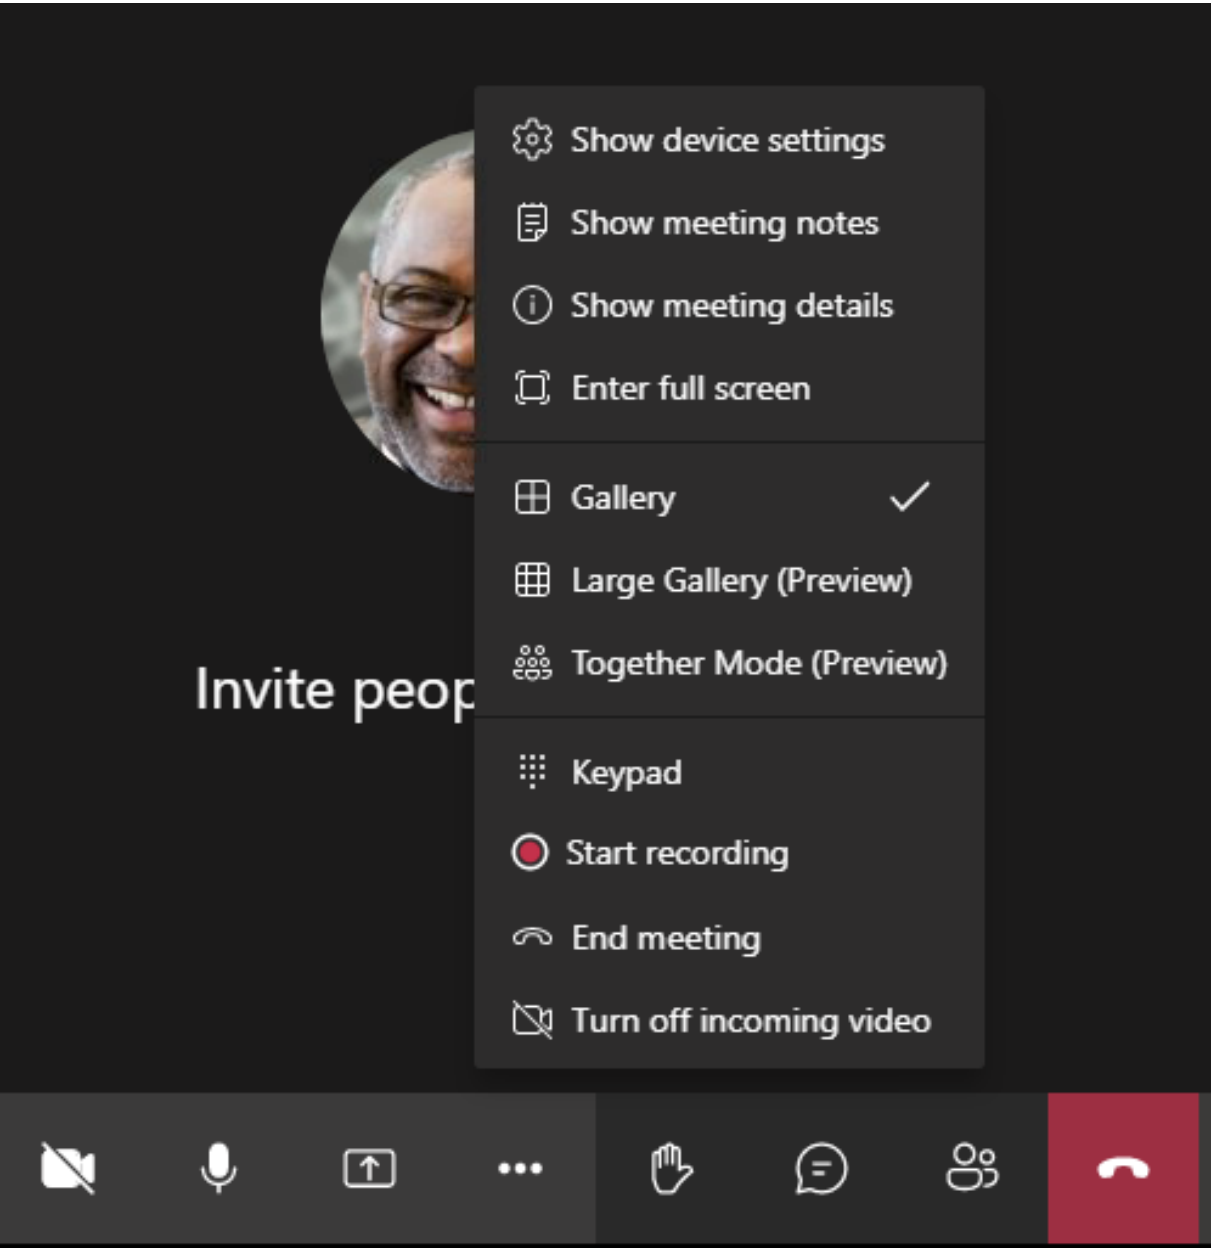 Show device settings
Show meeting notes
Show meeting details
Enter full screen
Gallery
Large Gallery (Preview)
Together Mode (Preview)
Invite peop
Keypad
Start recording
End meeting
Turn off incoming video